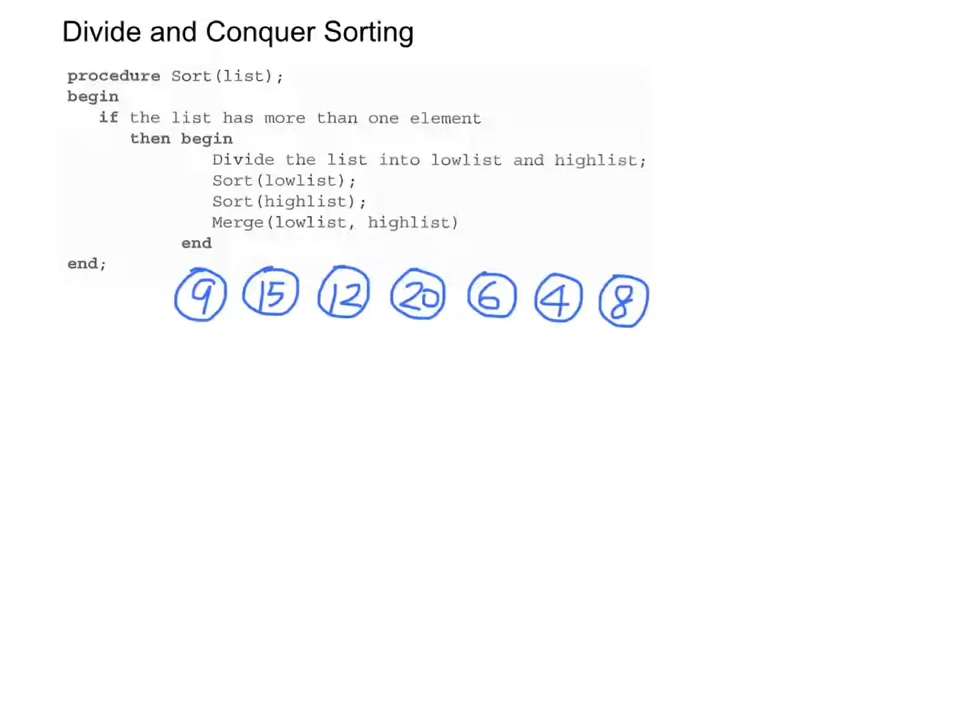 Divide and Conquer Sorting
procedure Sort(list);
begin
if the list has more than one element
then begin
Divide the list into lowlist and highlist;
Sort(lowlist);
Sort(highlist);
Merge(lowlist, highlist)
end
end;
9 15 12 20 6 4 8